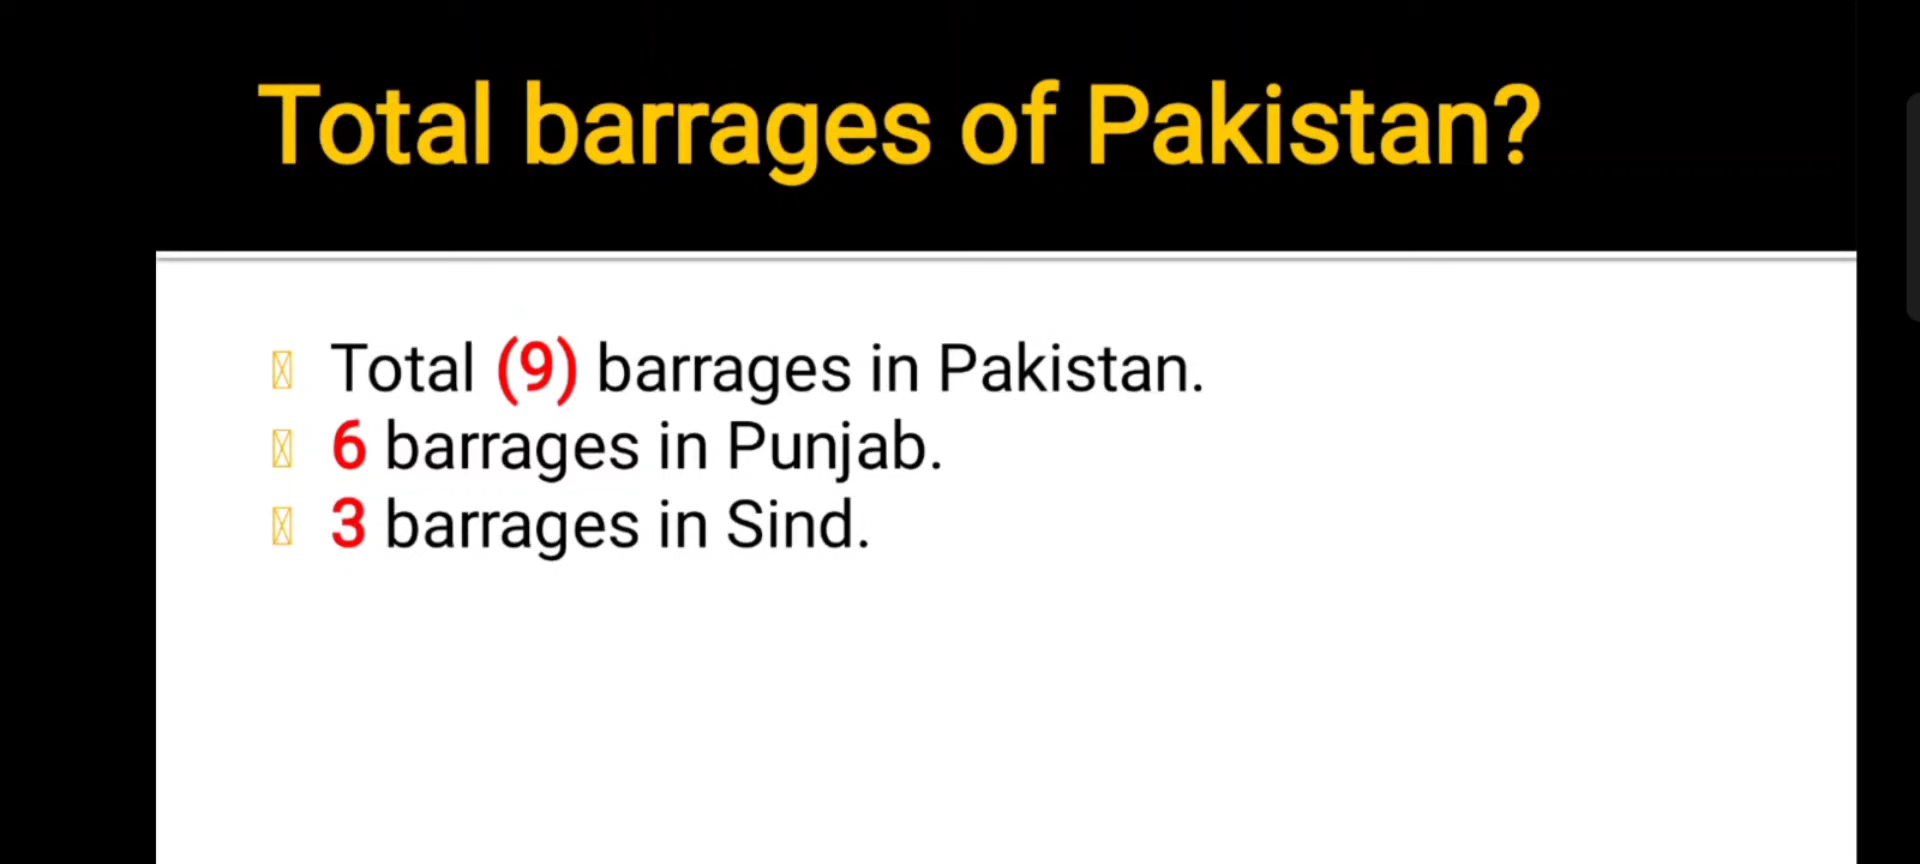 Total barrages of Pakistan?
Total (9) barrages in Pakistan.
6 barrages in Punjab.
3 barrages in Sind.